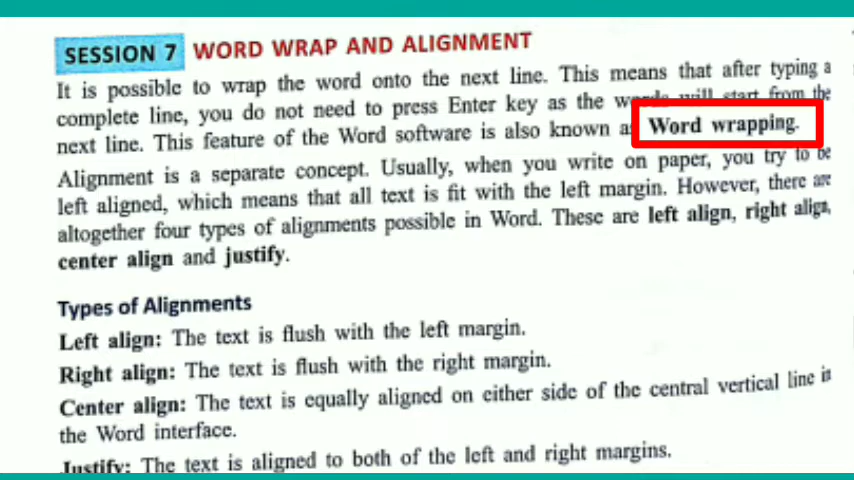 SESSION 7 WORD WRAP AND ALIGNMENT
It is possible to wrap the word onto the next line. This means that after typing a
complete line, you do not need to press Enter key as the words will start from the
next line. This feature of the Word software is also known as Word wrapping.
Alignment is a separate concept. Usually, when you write on paper, you try to be
left aligned, which means that all text is fit with the left margin. However, there are
altogether four types of alignments possible in Word. These are left align, right align,
center align and justify.
Types of Alignments
Left align: The text is flush with the left margin.
Right align: The text is flush with the right margin.
Center align: The text is equally aligned on either side of the central vertical line in
the Word interface.
Justify: The text is aligned to both of the left and right margins.